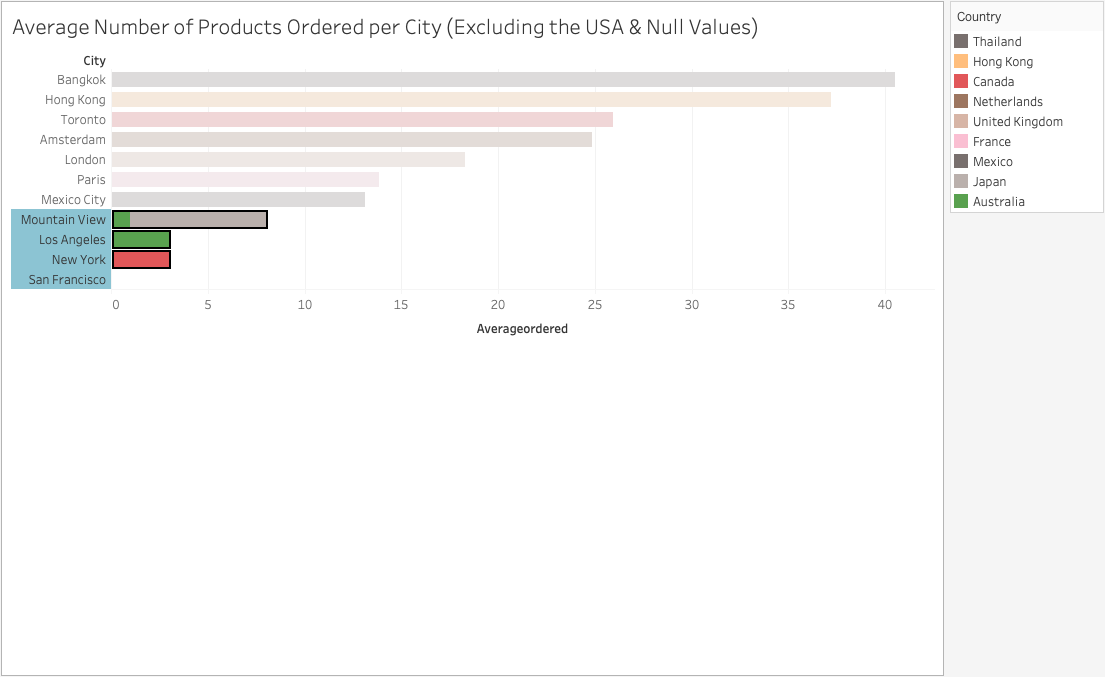 Average Number of Products Ordered per City (Excluding the USA & Null Values)
City
Bangkok
Hong Kong
Toronto
Amsterdam
London
Paris
Mexico City
Mountain View
Los Angeles
New York
San Francisco
0 5 10 15 20 25 30 35 40
Averageordered
Country
Thailand
Hong Kong
Canada
Netherlands
United Kingdom
France
Mexico
Japan
Australia